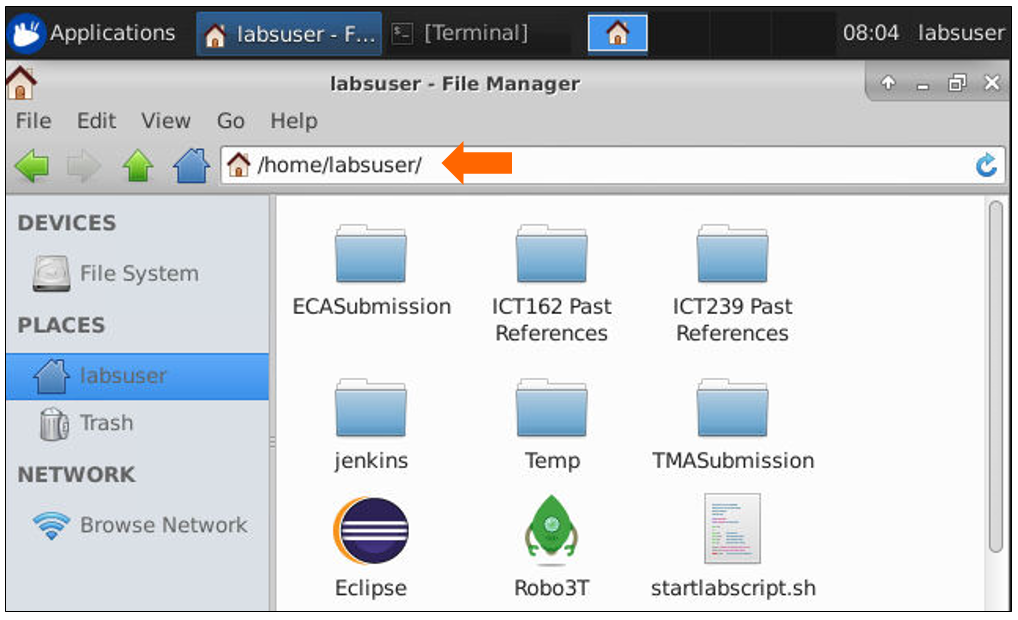 Applications
labsuser - F...
[Terminal]
08:04 labsuser
labsuser - File Manager
File Edit View Go Help
/home/labsuser/
DEVICES
File System
PLACES
labsuser
Trash
NETWORK
Browse Network
ECASubmission
ICT162 Past
References
ICT239 Past
References
jenkins
Temp
TMASubmission
Eclipse
Robo3T
startlabscript.sh